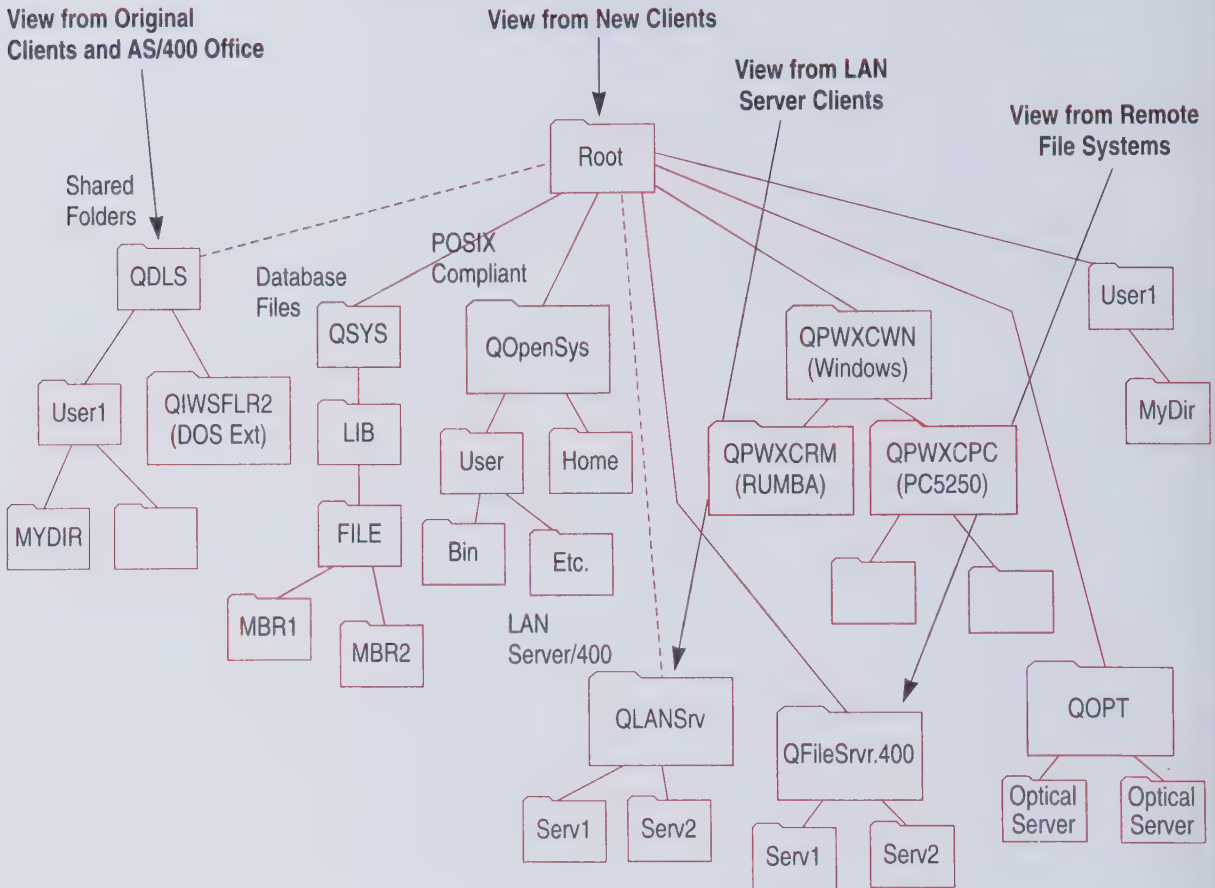 View from Original
Clients and AS/400 Office
View from New Clients
View from LAN
Server Clients
View from Remote
File Systems
Root
Shared
Folders
QDLS
Database
Files
POSIX
Compliant
QSYS
QOpenSys
QPWXCWN
(Windows)
User1
User1
QIWSFLR2
(DOS Ext)
LIB
User
Home
QPWXCRM
(RUMBA)
QPWXCPC
(PC5250)
MyDir
MYDIR
FILE
Bin
Etc.
MBR1
MBR2
LAN
Server/400
QLANSrv
QFileSrvr.400
QOPT
Serv1
Serv2
Serv1
Serv2
Optical
Server
Optical
Server